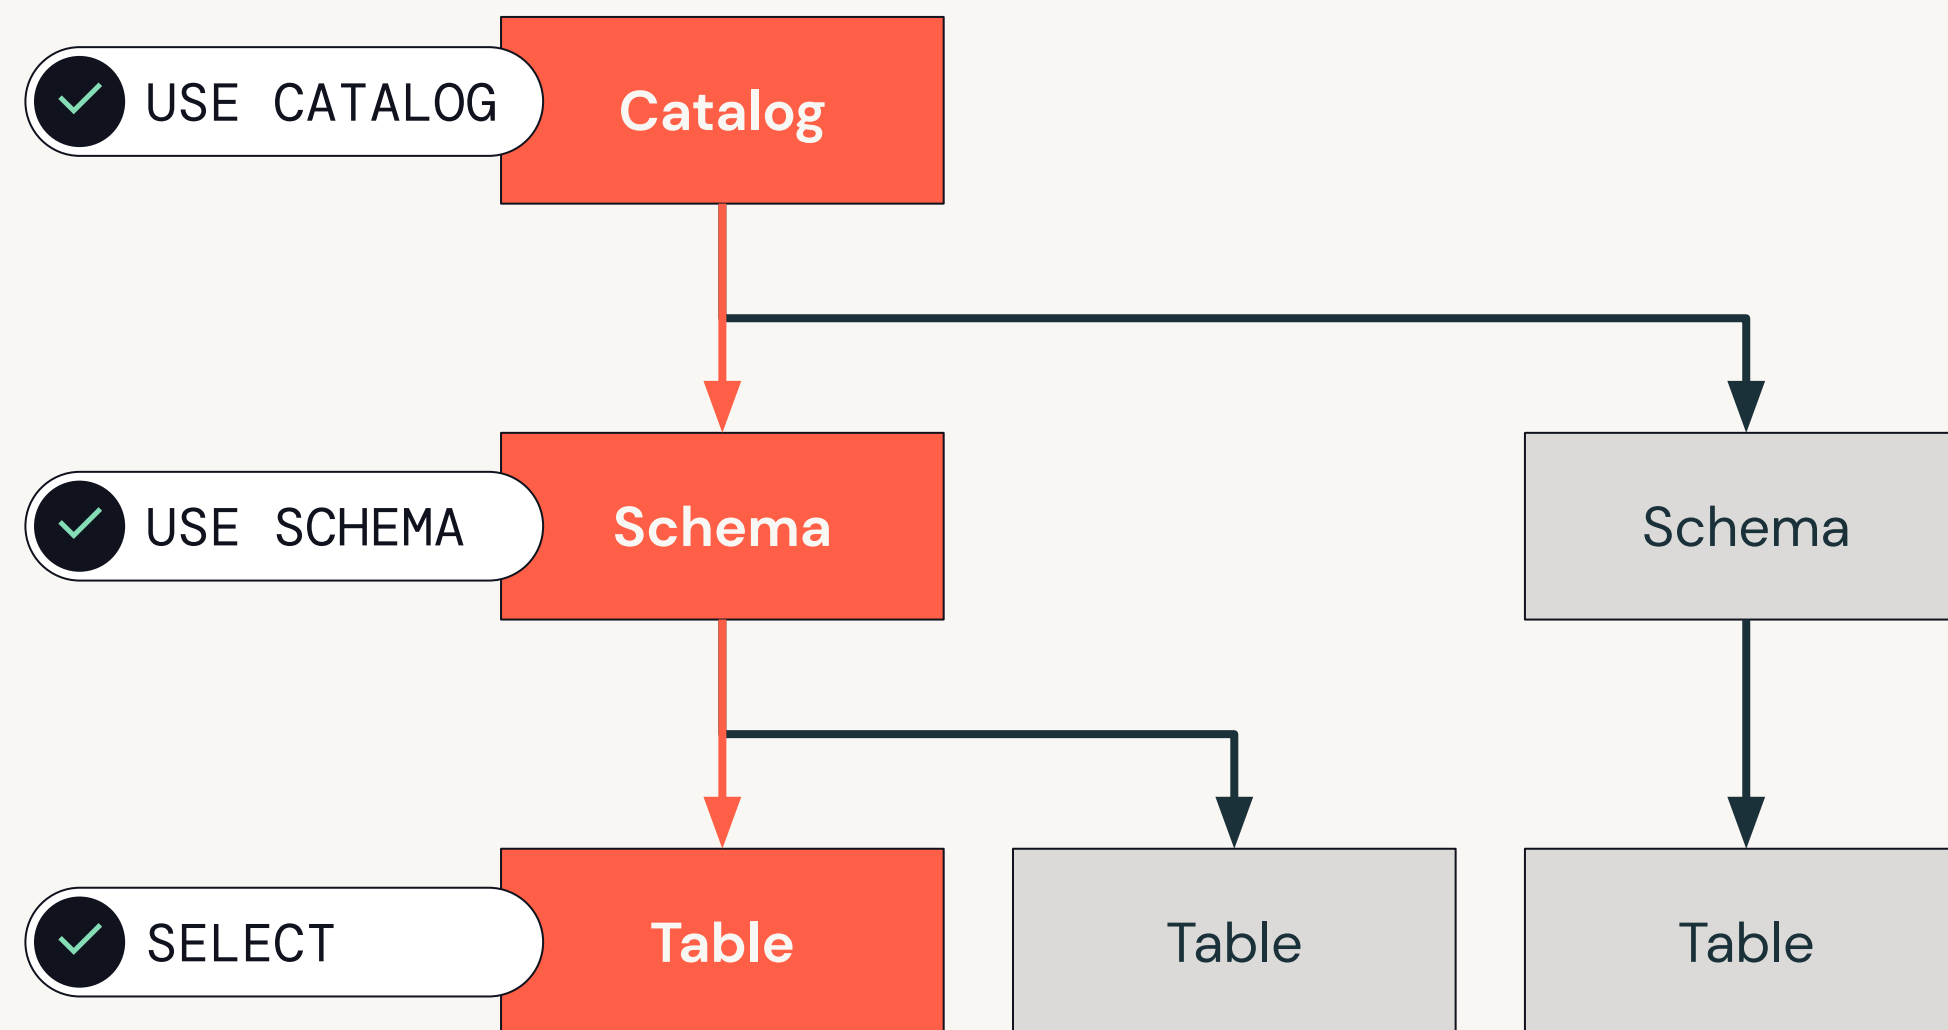 USE CATALOG
Catalog
USE SCHEMA
Schema
Schema
SELECT
Table
Table
Table